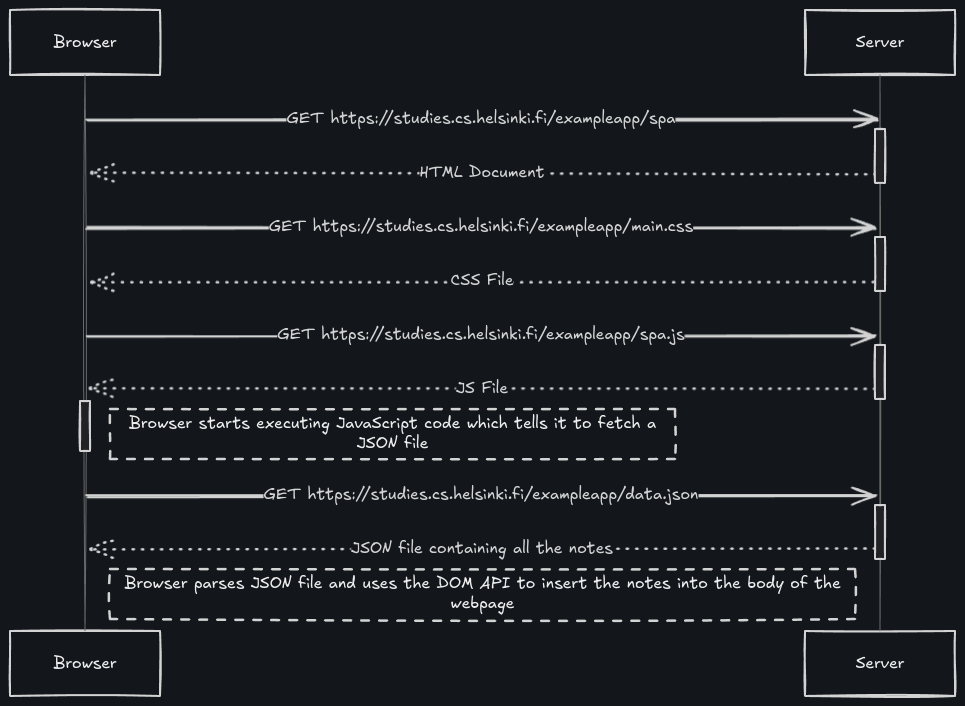 Browser
Server
GET https://studies.cs.helsinki.fi/exampleapp/spa
HTML Document
GET https://studies.cs.helsinki.fi/exampleapp/main.css
CSS File
GET https://studies.cs.helsinki.fi/exampleapp/spa.js
JS File
Browser starts executing JavaScript code which tells it to fetch a
JSON file
GET https://studies.cs.helsinki.fi/exampleapp/data.json
JSON file containing all the notes
Browser parses JSON file and uses the DOM API to insert the notes into the body of the
webpage
Browser
Server